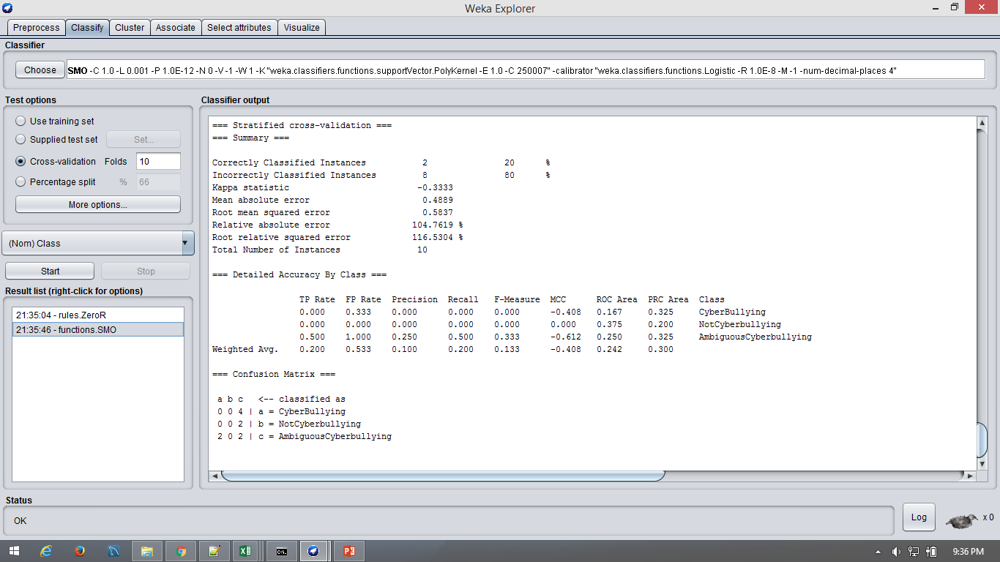 Weka Explorer
Preprocess Classify Cluster Associate Select attributes Visualize
Classifier
Choose SMO -C 1.0 -L 0.001 -P 1.0E-12 -N 0 -V -1 -W 1 -K "weka.classifiers.functions.supportVector.PolyKernel -E 1.0 -C 250007" -calibrator "weka.classifiers.functions.Logistic -R 1.0E-8 -M -1 -num-decimal-places 4"
Test options
Use training set
Supplied test set Set...
Cross-validation Folds 10
Percentage split % 66
More options...
(Nom) Class
Start Stop
Result list (right-click for options)
21:35:04 - rules.ZeroR
21:35:46 - functions.SMO
Classifier output
=== Stratified cross-validation ===
=== Summary ===
Correctly Classified Instances 2 20 %
Incorrectly Classified Instances 8 80 %
Kappa statistic -0.3333
Mean absolute error 0.4889
Root mean squared error 0.5837
Relative absolute error 104.7619 %
Root relative squared error 116.5304 %
Total Number of Instances 10
=== Detailed Accuracy By Class ===
TP Rate FP Rate Precision Recall F-Measure MCC ROC Area PRC Area Class
0.000 0.333 0.000 0.000 0.000 -0.408 0.167 0.325 CyberBullying
0.000 0.000 0.000 0.000 0.000 0.000 0.375 0.200 NotCyberbullying
0.500 1.000 0.250 0.500 0.333 -0.612 0.250 0.325 AmbiguousCyberbullying
Weighted Avg. 0.200 0.533 0.100 0.200 0.133 -0.408 0.242 0.300
=== Confusion Matrix ===
a b c <-- classified as
0 0 4 | a = CyberBullying
0 0 2 | b = NotCyberbullying
2 0 2 | c = AmbiguousCyberbullying
Status
OK
Log x 0
9:36 PM